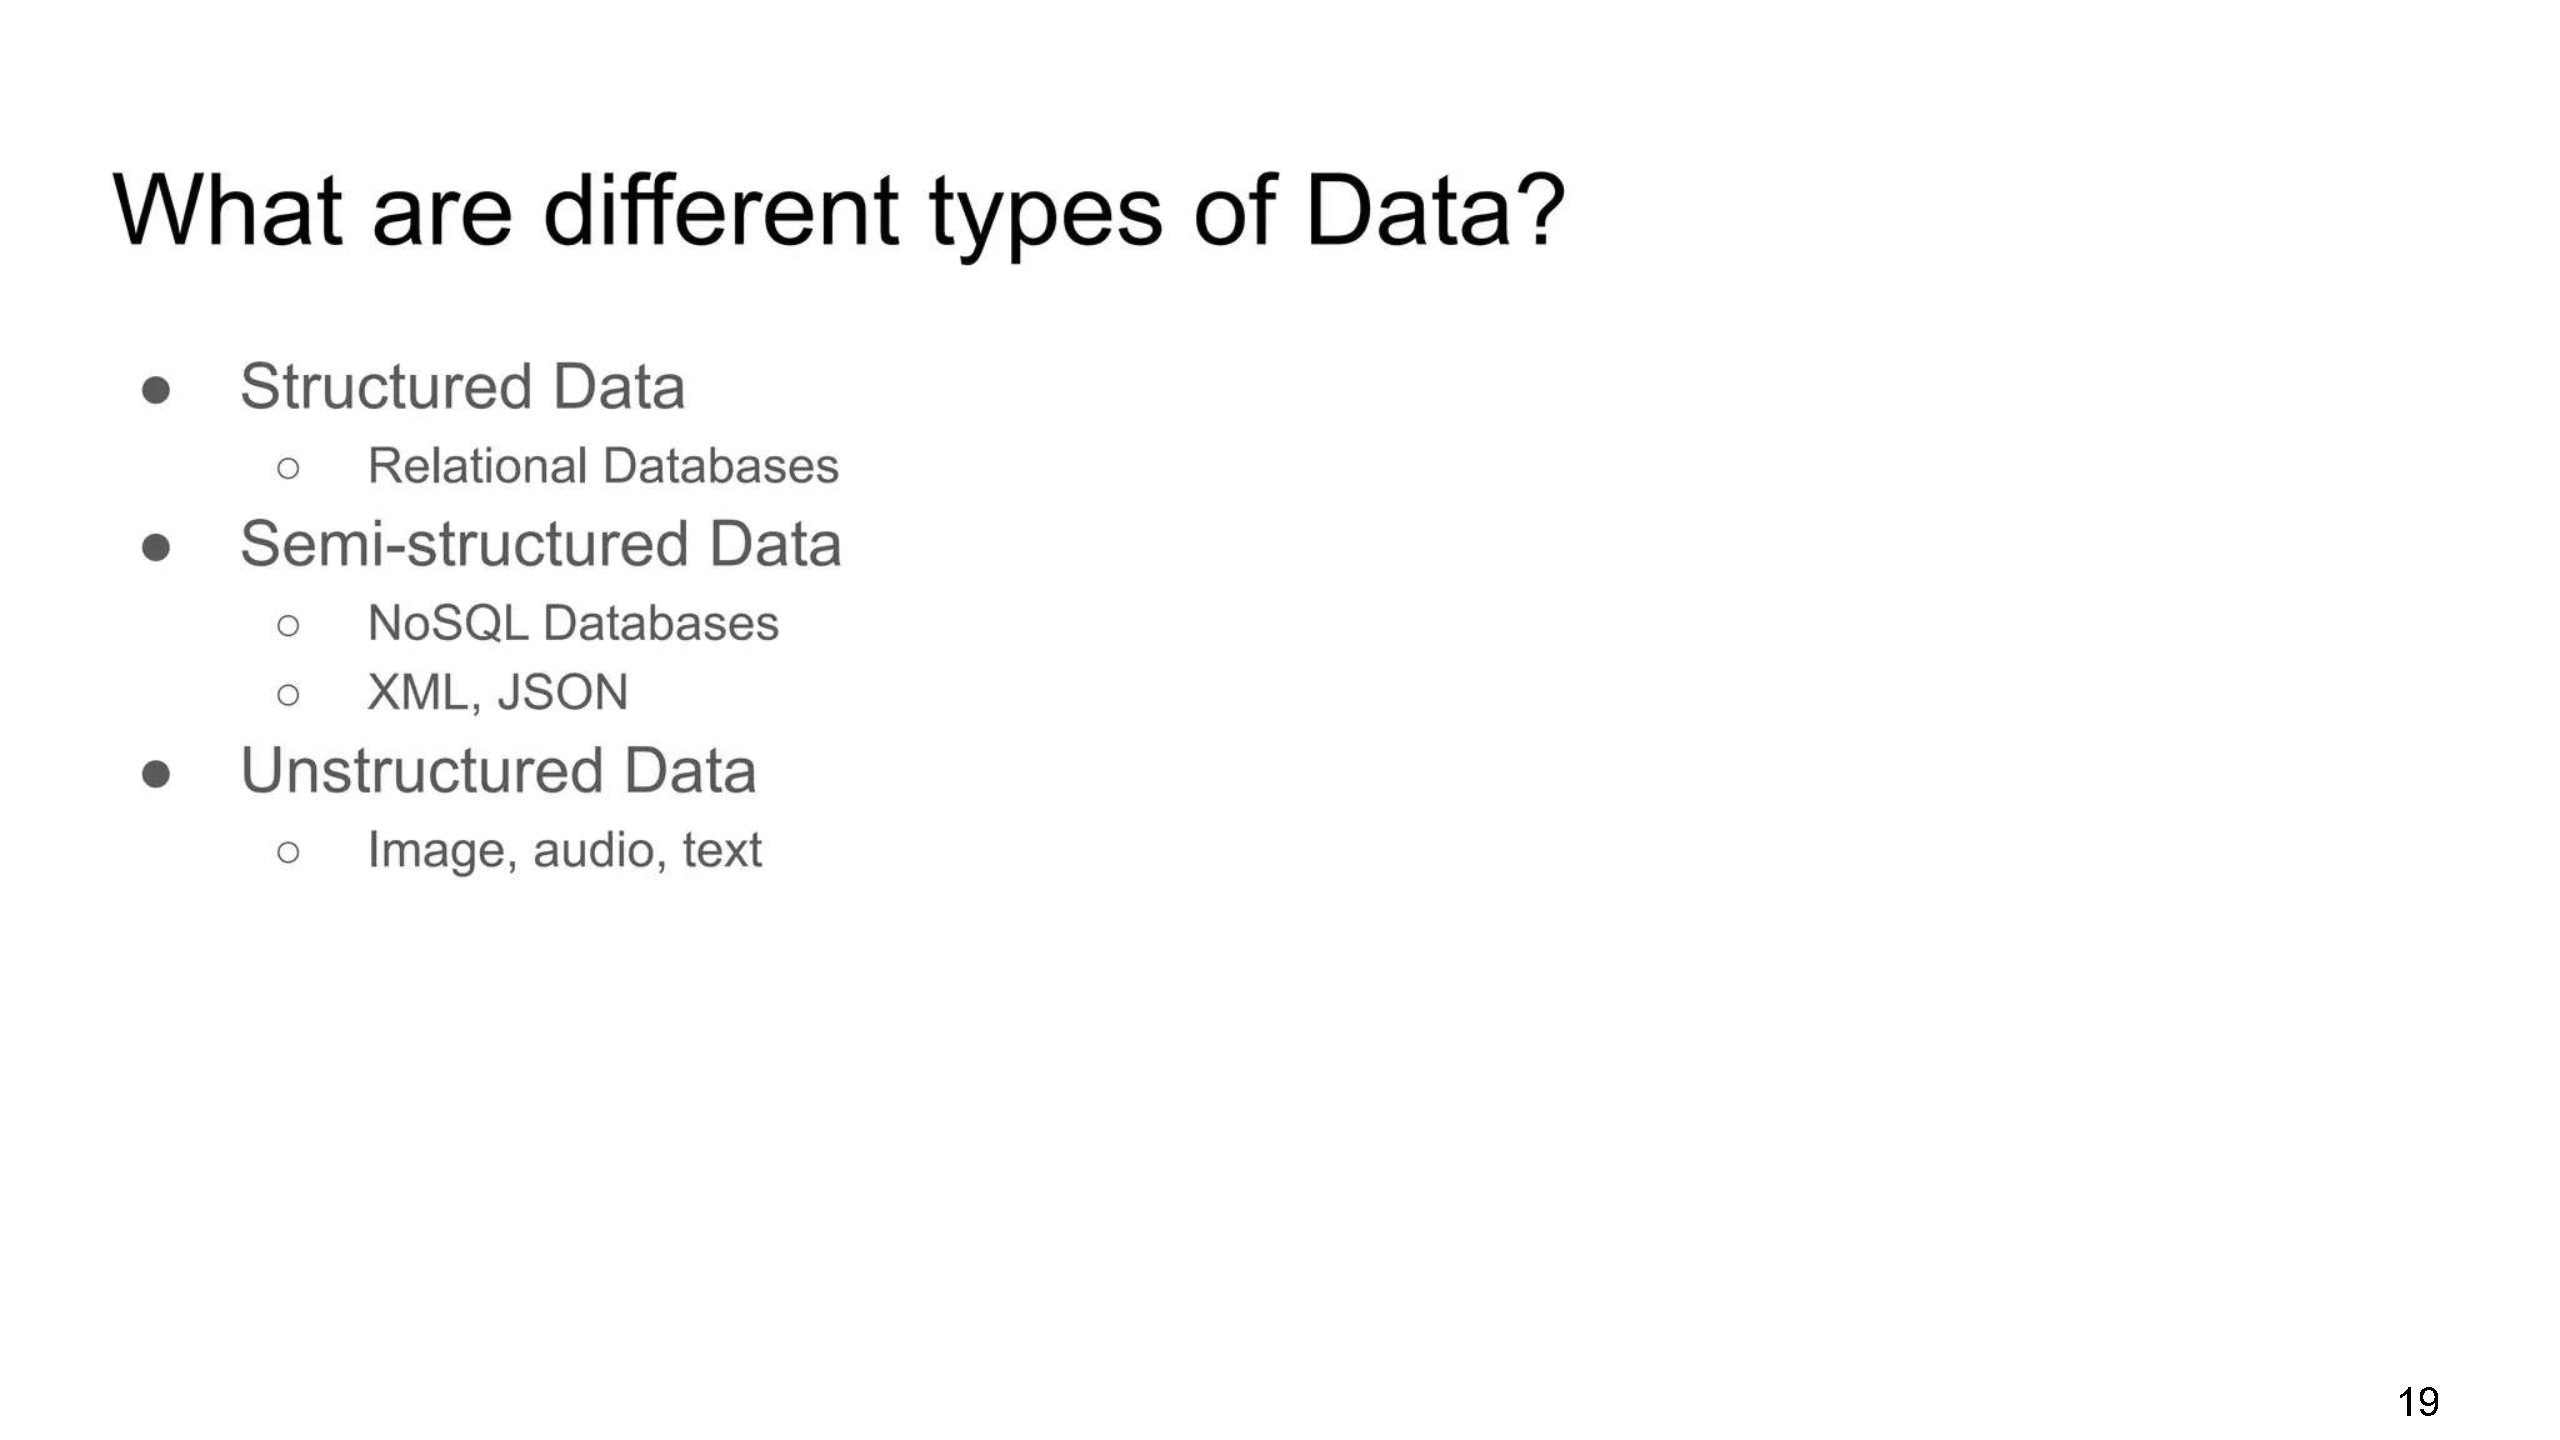 What are different types of Data?
● Structured Data
○ Relational Databases
● Semi-structured Data
○ NoSQL Databases
○ XML, JSON
● Unstructured Data
○ Image, audio, text
19